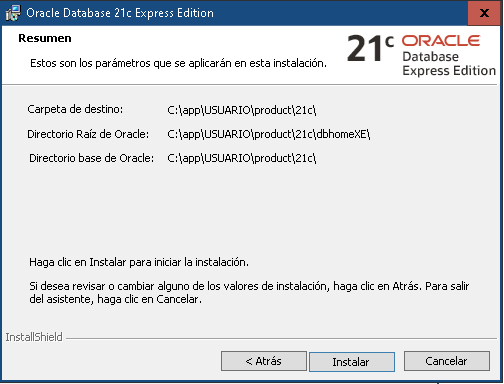 Oracle Database 21c Express Edition
Resumen
Estos son los parámetros que se aplicarán en esta instalación.
21c ORACLE
Database
Express Edition
Carpeta de destino: C:\app\USUARIO\product\21c\
Directorio Raíz de Oracle: C:\app\USUARIO\product\21c\dbhomeXE\
Directorio base de Oracle: C:\app\USUARIO\product\21c\
Haga clic en Instalar para iniciar la instalación.
Si desea revisar o cambiar alguno de los valores de instalación, haga clic en Atrás. Para salir
del asistente, haga clic en Cancelar.
InstallShield
< Atrás Instalar Cancelar